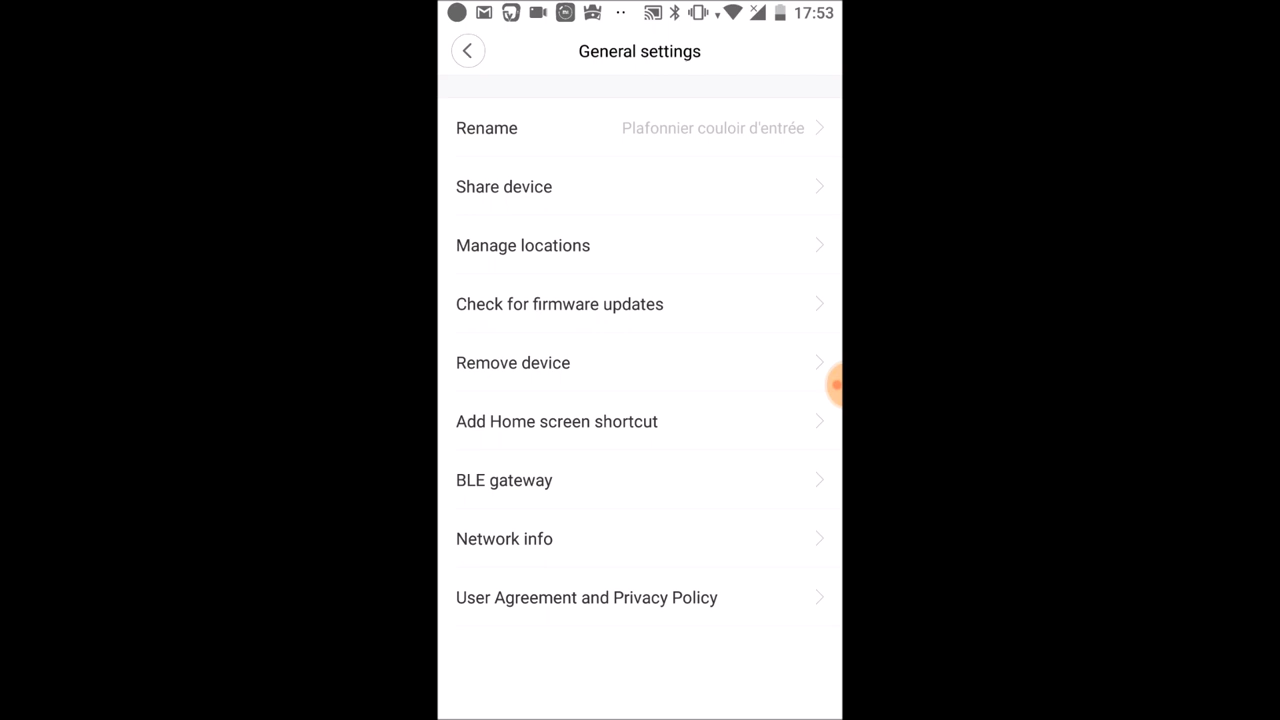 17:53
General settings
Rename Plafonnier couloir d'entrée
Share device
Manage locations
Check for firmware updates
Remove device
Add Home screen shortcut
BLE gateway
Network info
User Agreement and Privacy Policy